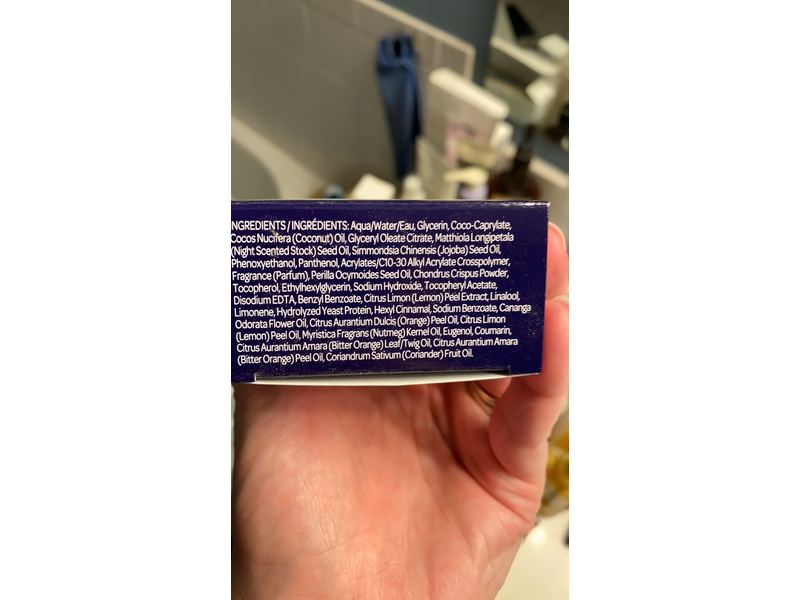 NGREDIENTS / INGRÉDIENTS: Aqua/Water/Eau, Glycerin, Coco-Caprylate,
Cocos Nucifera (Coconut) Oil, Glyceryl Oleate Citrate, Matthiola Longipetala
(Night Scented Stock) Seed Oil, Simmondsia Chinensis (Jojoba) Seed Oil,
Phenoxyethanol, Panthenol, Acrylates/C10-30 Alkyl Acrylate Crosspolymer,
Fragrance (Parfum), Perilla Ocymoides Seed Oil, Chondrus Crispus Powder,
Tocopherol, Ethylhexylglycerin, Sodium Hydroxide, Tocopheryl Acetate,
Disodium EDTA, Benzyl Benzoate, Citrus Limon (Lemon) Peel Extract, Linalool,
Limonene, Hydrolyzed Yeast Protein, Hexyl Cinnamal, Sodium Benzoate, Cananga
Odorata Flower Oil, Citrus Aurantium Dulcis (Orange) Peel Oil, Citrus Limon
(Lemon) Peel Oil, Myristica Fragrans (Nutmeg) Kernel Oil, Eugenol, Coumarin,
Citrus Aurantium Amara (Bitter Orange) Leaf/Twig Oil, Citrus Aurantium Amara
(Bitter Orange) Peel Oil, Coriandrum Sativum (Coriander) Fruit Oil.